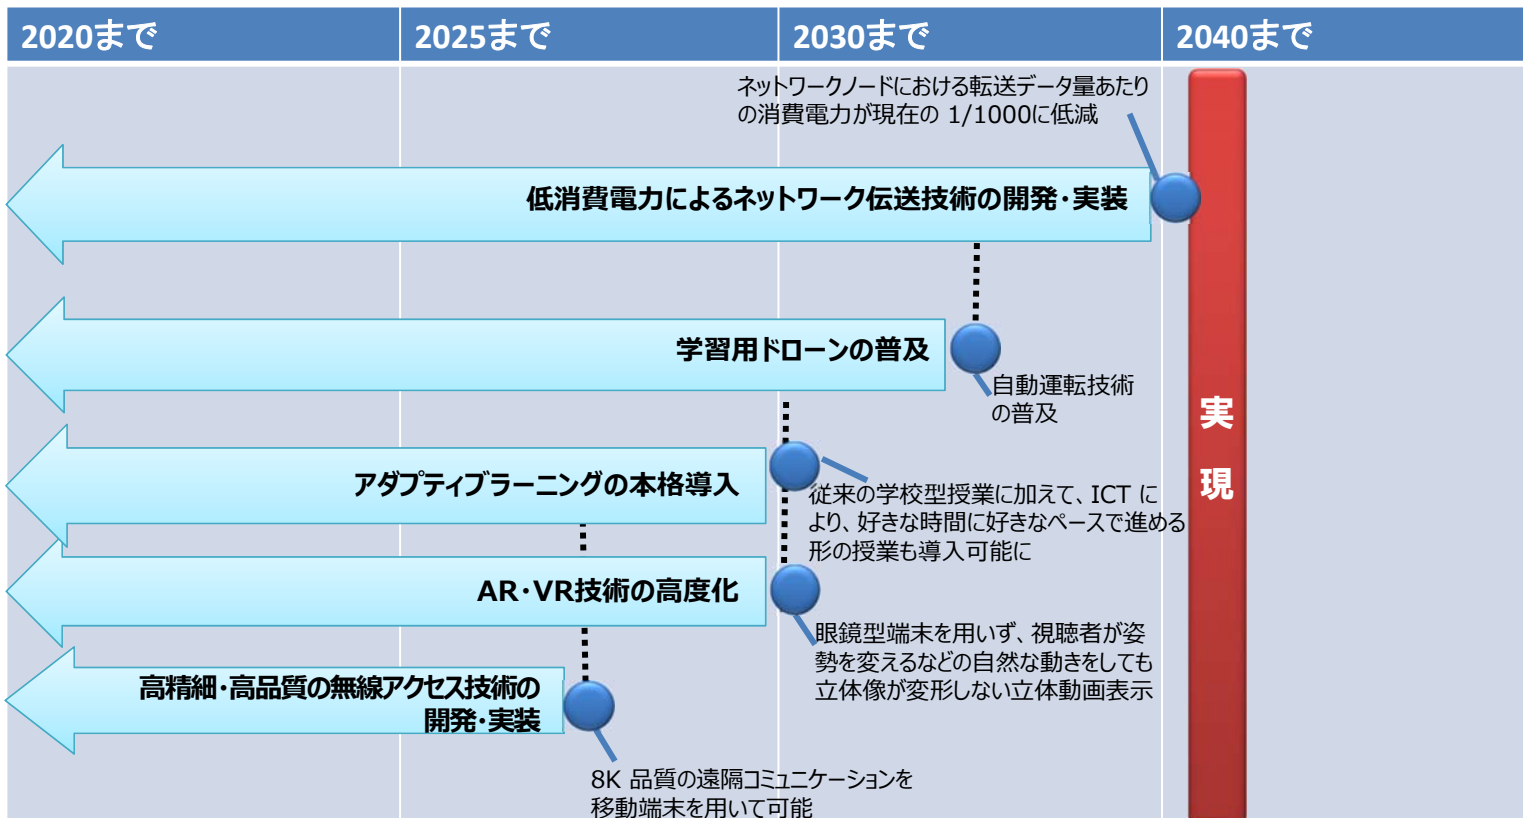 2020まで
2025まで
2030まで
2040まで
ネットワークノードにおける転送データ量あたり
の消費電力が現在の 1/1000に低減
低消費電力によるネットワーク伝送技術の開発・実装
学習用ドローンの普及
自動運転技術
の普及
実
現
アダプティブラーニングの本格導入
従来の学校型授業に加えて、ICT に
より、好きな時間に好きなペースで進める
形の授業も導入可能に
AR・VR技術の高度化
眼鏡型端末を用いず、視聴者が姿
勢を変えるなどの自然な動きをしても
立体像が変形しない立体動画表示
高精細・高品質の無線アクセス技術の
開発・実装
8K 品質の遠隔コミュニケーションを
移動端末を用いて可能